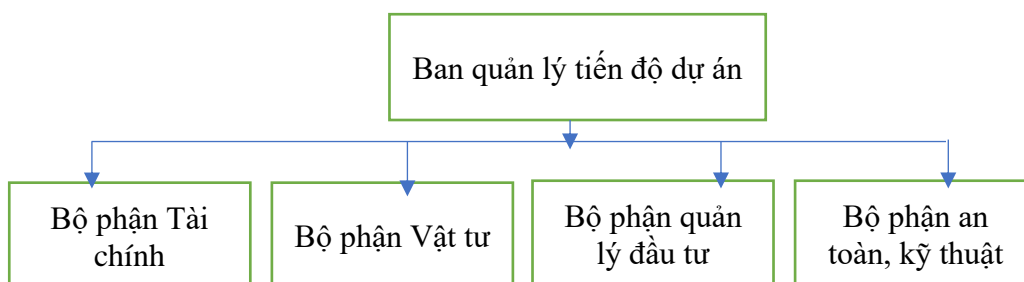 Ban quản lý tiến độ dự án
Bộ phận Tài
chính
Bộ phận Vật tư
Bộ phận quản
lý đầu tư
Bộ phận an
toàn, kỹ thuật